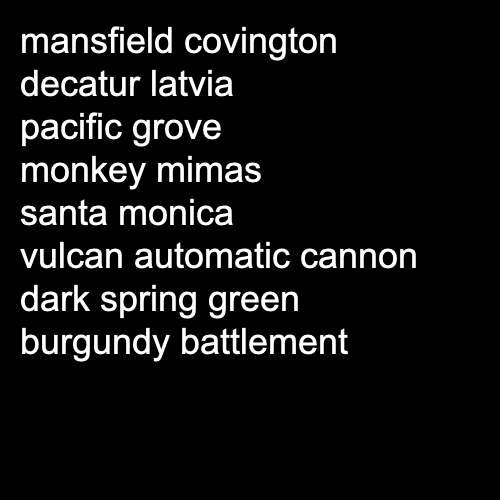 mansfield covington
decatur latvia
pacific grove
monkey mimas
santa monica
vulcan automatic cannon
dark spring green
burgundy battlement